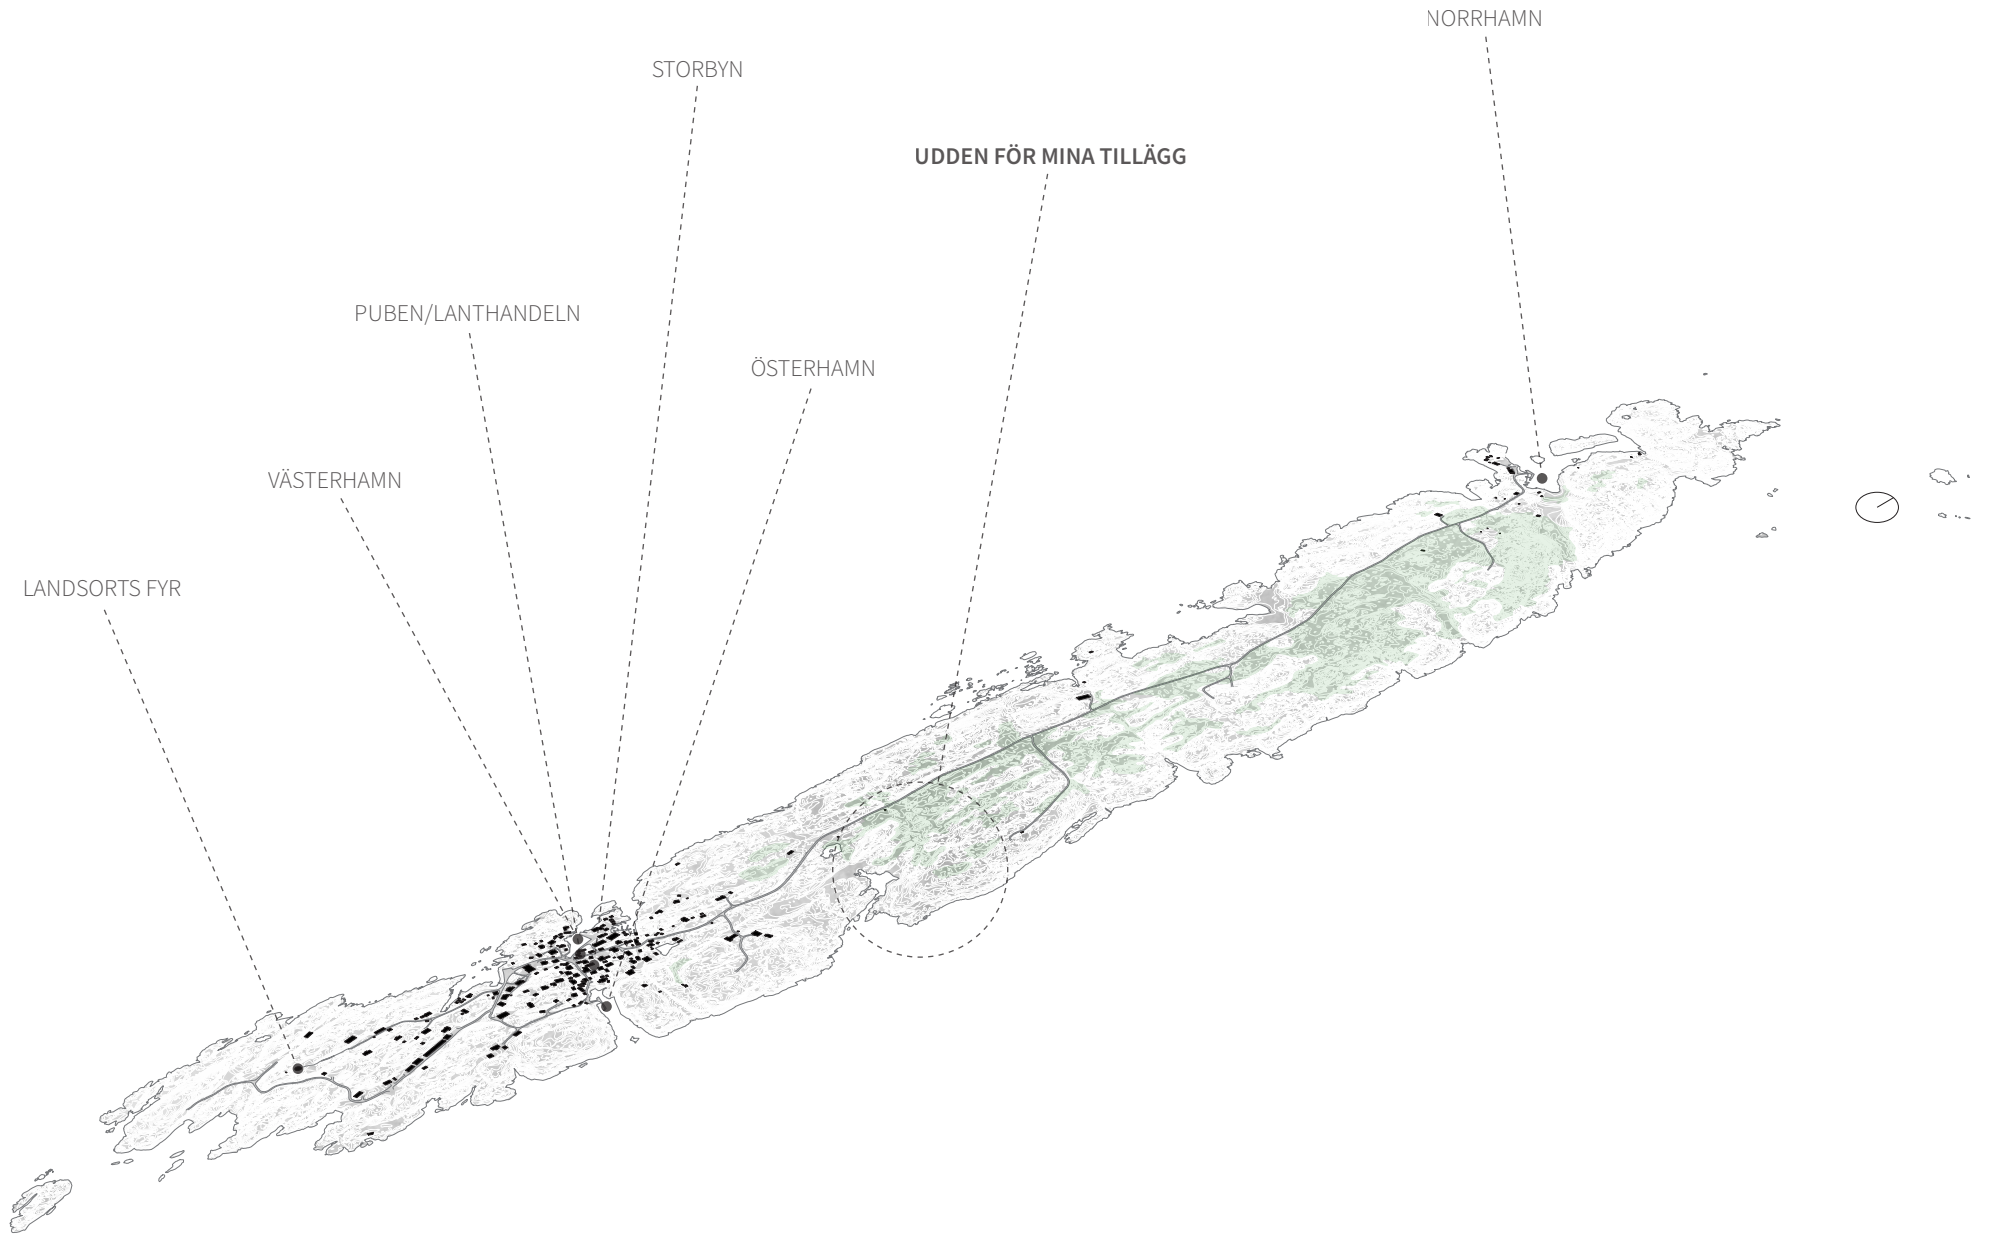 NORRHAMN
STORBYN
UDDEN FÖR MINA TILLÄGG
PUBEN/LANTHANDELN
ÖSTERHAMN
VÄSTERHAMN
LANDSORTS FYR